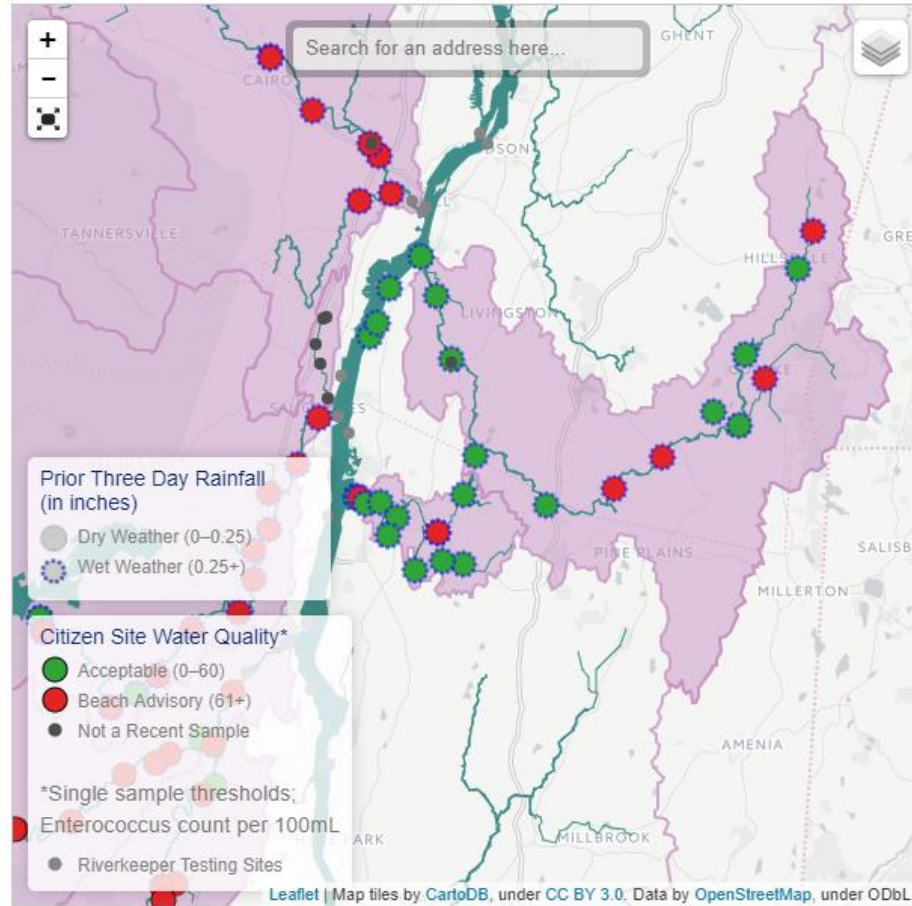 +
Search for an address here...
−
GHENT
CAIRO
DSON
TANNERSVILLE
LIVINGSTON
Prior Three Day Rainfall
(in inches)
Dry Weather (0–0.25)
Wet Weather (0.25+)
PINE PLAINS
SALISB
MILLERTON
Citizen Site Water Quality*
Acceptable (0–60)
Beach Advisory (61+)
Not a Recent Sample
AMENIA
*Single sample thresholds;
Enterococcus count per 100mL
PARK
MILLBROOK
Riverkeeper Testing Sites
Leaflet | Map tiles by CartoDB, under CC BY 3.0. Data by OpenStreetMap, under ODbL